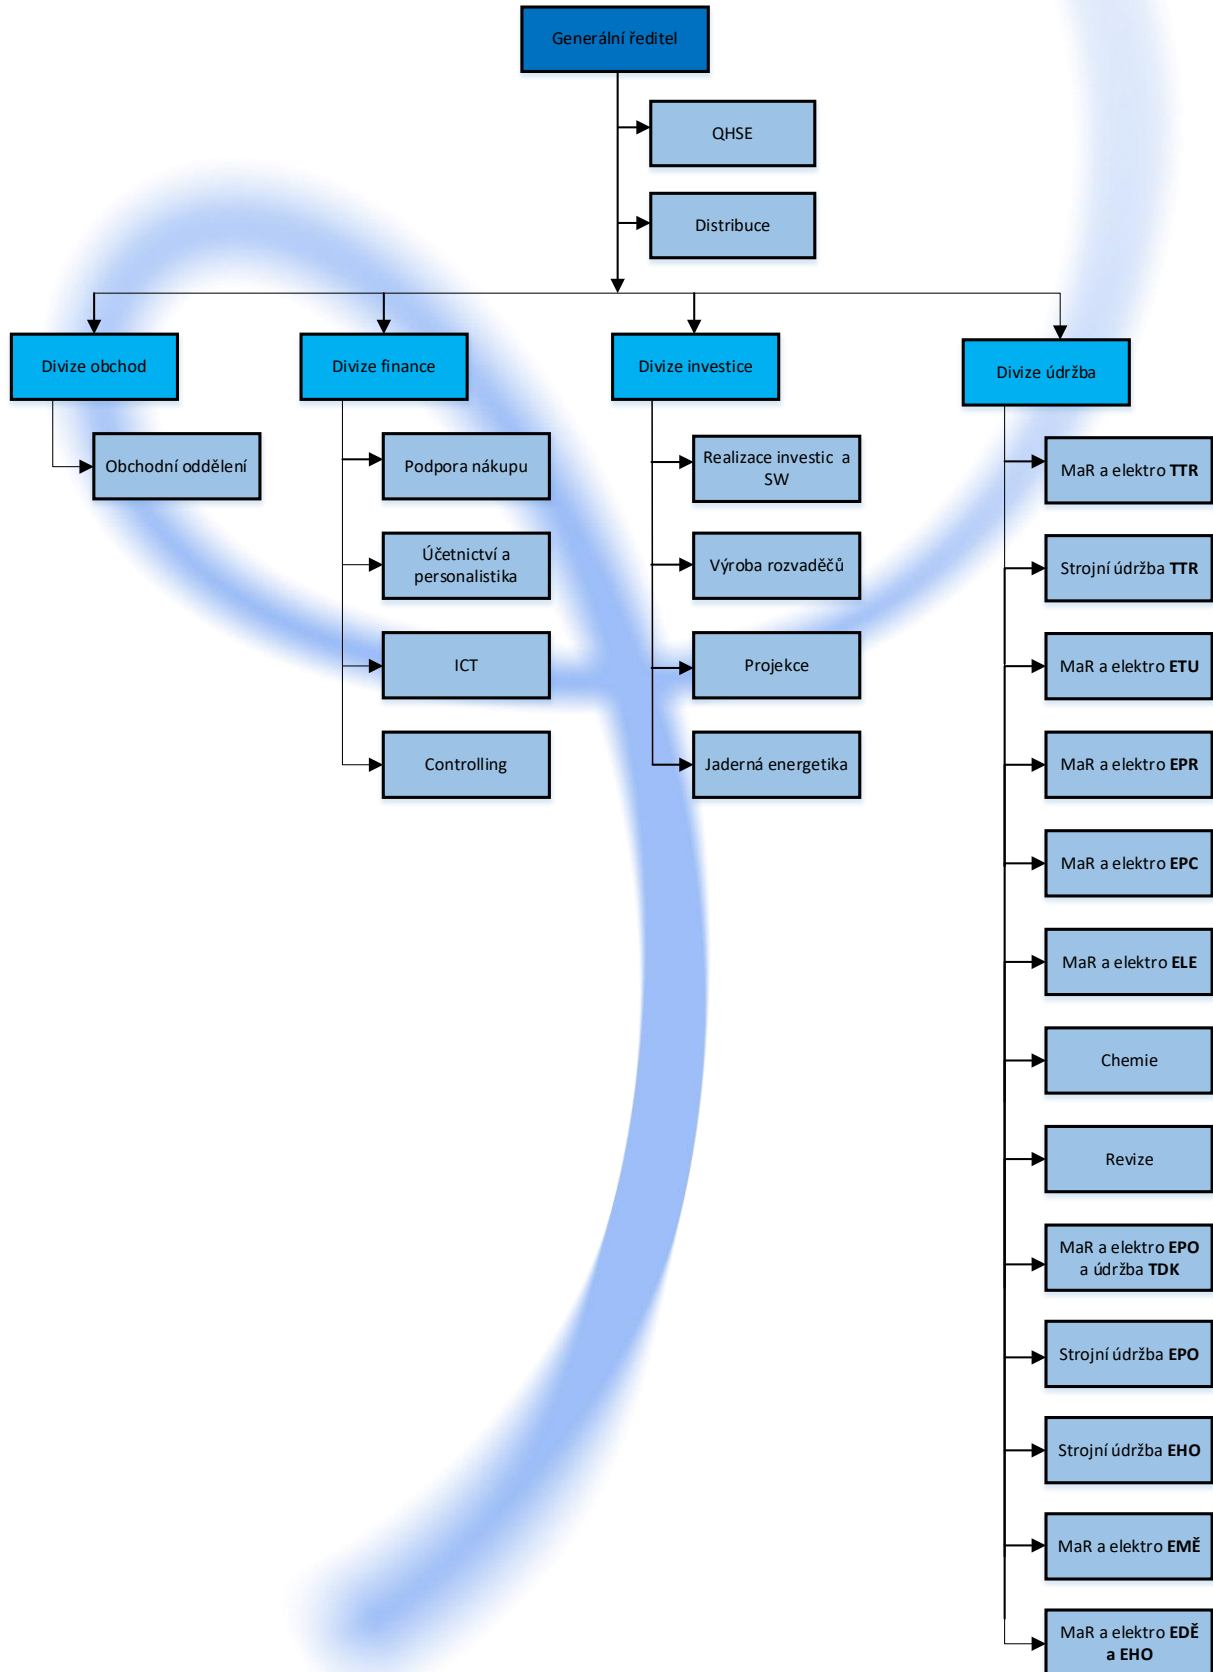 Generální ředitel
QHSE
Distribuce
Divize obchod
Divize finance
Divize investice
Divize údržba
Obchodní oddělení
Podpora nákupu
Účetnictví a
personalistika
ICT
Controlling
Realizace investic a
SW
Výroba rozvaděčů
Projekce
Jaderná energetika
MaR a elektro TTR
Strojní údržba TTR
MaR a elektro ETU
MaR a elektro EPR
MaR a elektro EPC
MaR a elektro ELE
Chemie
Revize
MaR a elektro EPO
a údržba TDK
Strojní údržba EPO
Strojní údržba EHO
MaR a elektro EMĚ
MaR a elektro EDĚ
a EHO